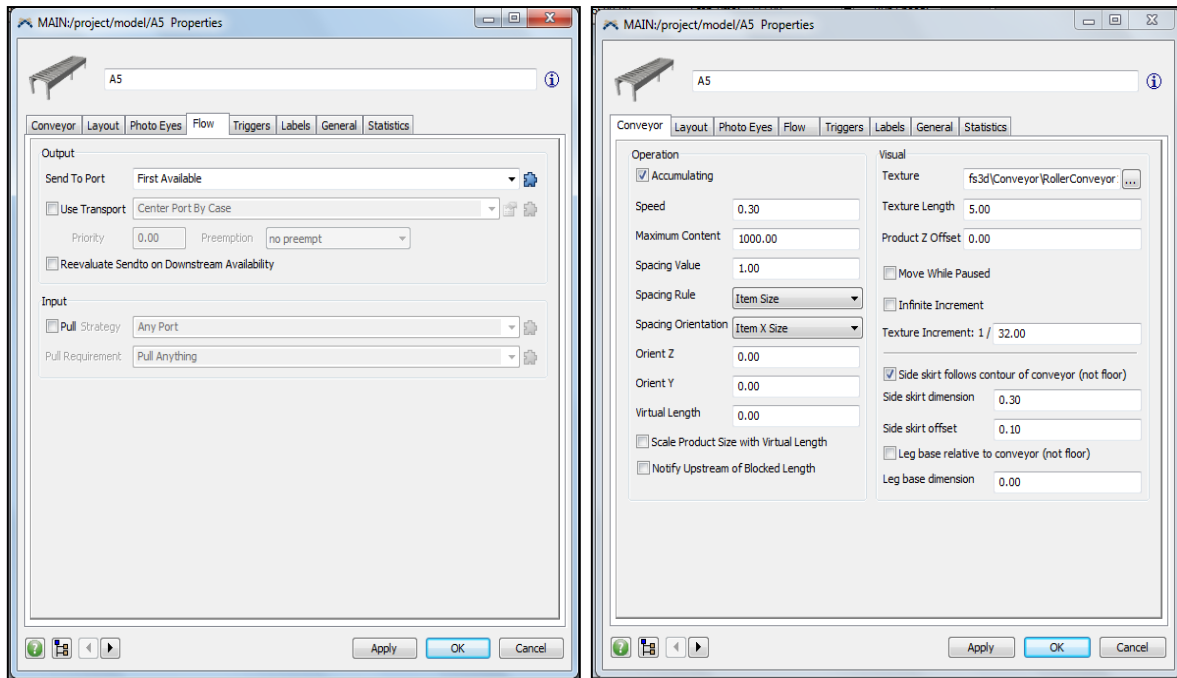 MAIN:/project/model/A5 Properties
A5
Conveyor Layout Photo Eyes Flow Triggers Labels General Statistics
Output
Send To Port First Available
Use Transport Center Port By Case
Priority 0.00 Preemption no preempt
Reevaluate Sendto on Downstream Availability
Input
Pull Strategy Any Port
Pull Requirement Pull Anything
Apply OK Cancel
MAIN:/project/model/A5 Properties
A5
Conveyor Layout Photo Eyes Flow Triggers Labels General Statistics
Operation
Accumulating
Speed 0.30
Maximum Content 1000.00
Spacing Value 1.00
Spacing Rule Item Size
Spacing Orientation Item X Size
Orient Z 0.00
Orient Y 0.00
Virtual Length 0.00
Scale Product Size with Virtual Length
Notify Upstream of Blocked Length
Visual
Texture fs3d\Conveyor\RollerConveyor ...
Texture Length 5.00
Product Z Offset 0.00
Move While Paused
Infinite Increment
Texture Increment: 1 / 32.00
Side skirt follows contour of conveyor (not floor)
Side skirt dimension 0.30
Side skirt offset 0.10
Leg base relative to conveyor (not floor)
Leg base dimension 0.00
Apply OK Cancel